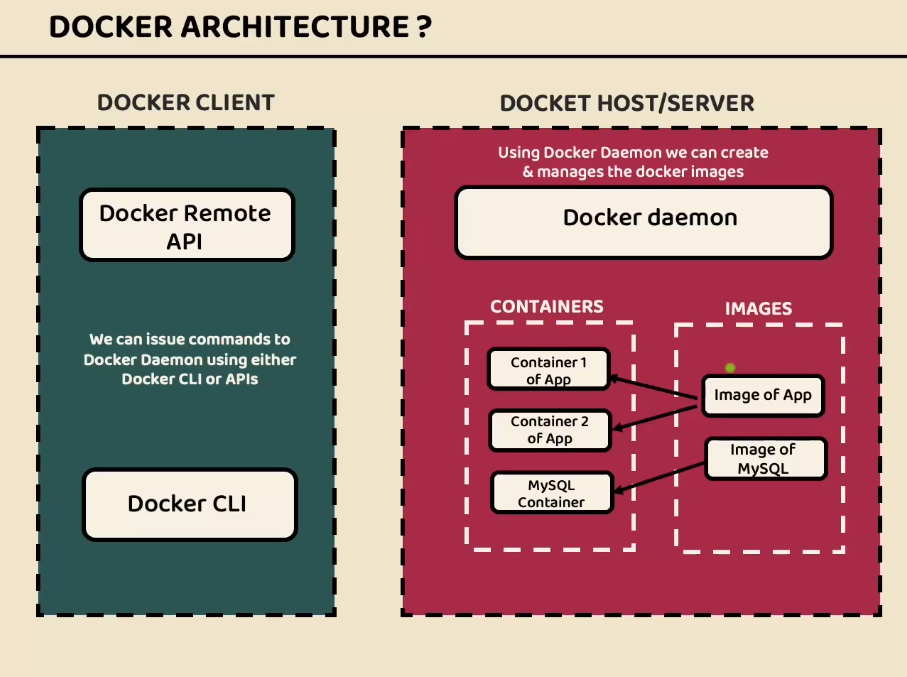 DOCKER ARCHITECTURE ?
DOCKER CLIENT
Docker Remote
API
We can issue commands to
Docker Daemon using either
Docker CLI or APIs
Docker CLI
DOCKET HOST/SERVER
Using Docker Daemon we can create
& manages the docker images
Docker daemon
CONTAINERS
Container 1
of App
Container 2
of App
MySQL
Container
IMAGES
Image of App
Image of
MySQL